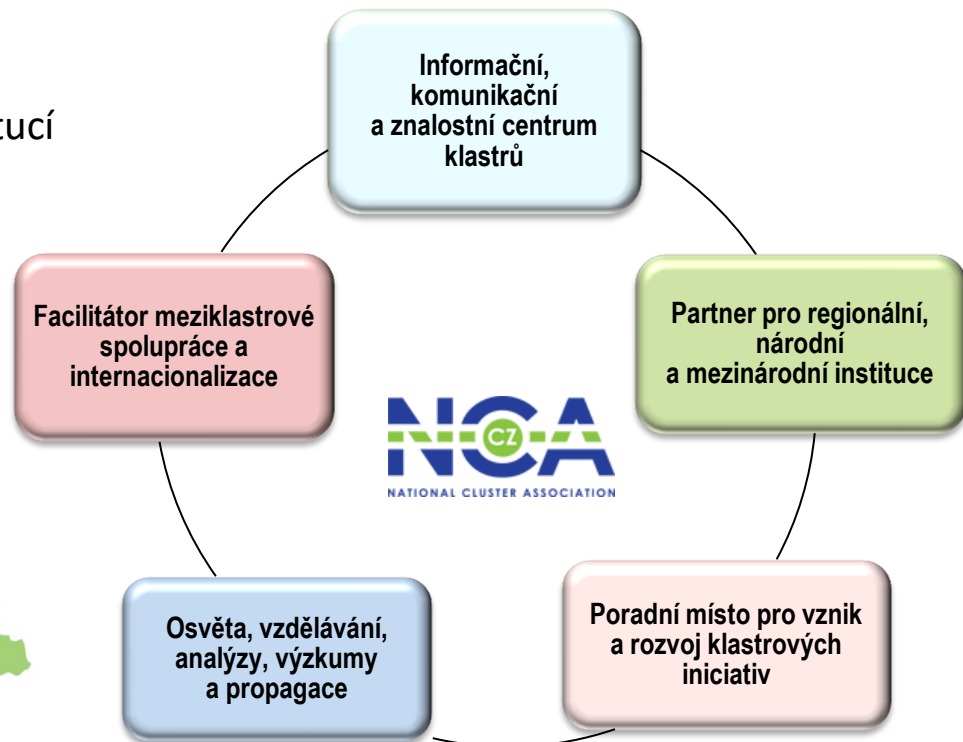 Informační,
komunikační
a znalostní centrum
klastrů
Partner pro regionální,
národní
a mezinárodní instituce
Poradní místo pro vznik
a rozvoj klastrových
iniciativ
Osvěta, vzdělávání,
analýzy, výzkumy
a propagace
Facilitátor meziklastrové
spolupráce a
internacionalizace
NCA
CZ
NATIONAL CLUSTER ASSOCIATION